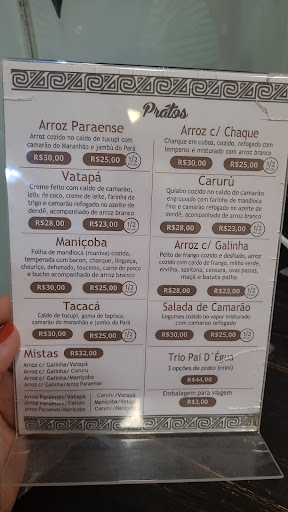 Pratos
Arroz Paraense
Arroz cozido no caldo de tucupi com
camarão do Maranhão e jambú do Pará
R$30,00 R$25,00 1/2
Arroz c/ Chaque
Charque em cubos, cozido, refogado com
temperos e misturado com arroz branco
R$30,00 R$25,00 1/2
Vatapá
Creme feito com caldo de camarão,
leite de coco, creme de leite, farinha de
trigo e camarão refogado no azeite de
dendê, acompanhado de arroz branco
R$28,00 R$23,00 1/2
Carurú
Quiabo cozido no caldo de camarão
engrossado com farinha de mandioca
fina e camarão refogado no azeite de
dendê, acompanhado de arroz branco
R$28,00 R$23,00 1/2
Maniçoba
Folha de mandioca (maniva) cozida,
temperada com bacon, charque, linguiça,
chouriço, defumado, toucinho, carne de porco
e bucho acompanhado de arroz branco
R$30,00 R$25,00 1/2
Arroz c/ Galinha
Peito de frango cozido e desfiado, arroz
cozido com caldo de frango, milho verde,
ervilha, azeitona, cenoura, uvas passas,
maçã e batata palha
R$28,00 R$23,00 1/2
Tacacá
Caldo de tucupi, goma de tapioca,
camarão do maranhão e jambú do Pará
R$30,00 R$25,00 1/2
Salada de Camarão
Legumes cozido no vapor misturado
com camarão refogado
R$30,00 R$25,00 1/2
Mistas R$32,00
Arroz c/ Galinha/Vatapá
Arroz c/ Galinha/ Caruru
Arroz c/ Galinha/Maniçoba
Arroz c/ Galinha/Arroz Paraense
Arroz Paraense/Vatapá
Arroz Paraense/ Caruru
Arroz Paraense/Maniçoba
Caruru /Vatapá
Maniçoba/Vatapá
Caruru /Maniçoba
Trio Pai D´Égua
3 opções de prato (mini)
R$44,00
Embalagem para viagem
R$3,00